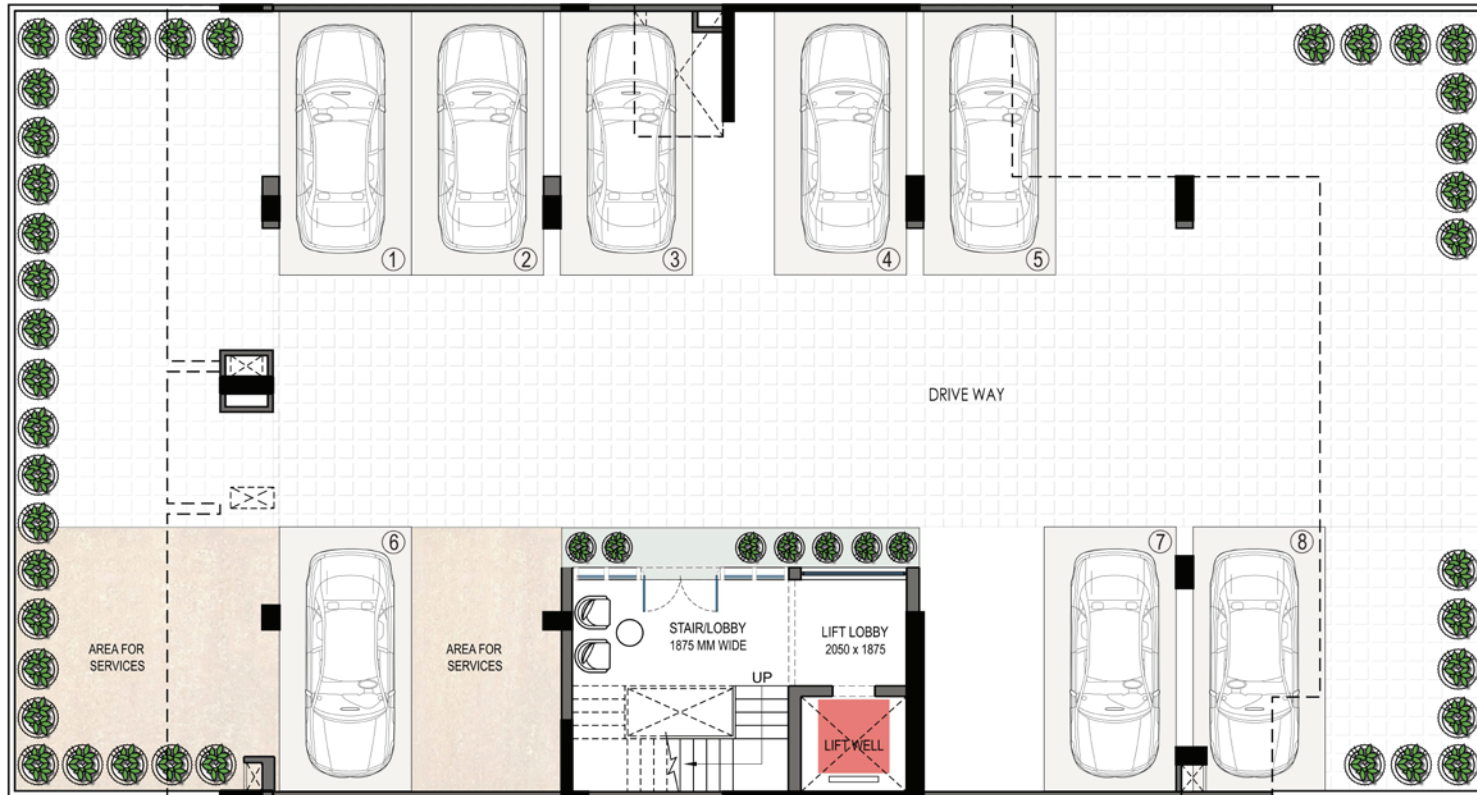 1
2
3
4
5
DRIVE WAY
6
7
8
AREA FOR
SERVICES
AREA FOR
SERVICES
STAIR/LOBBY
1875 MM WIDE
LIFT LOBBY
2050 x 1875
UP
LIFT WELL